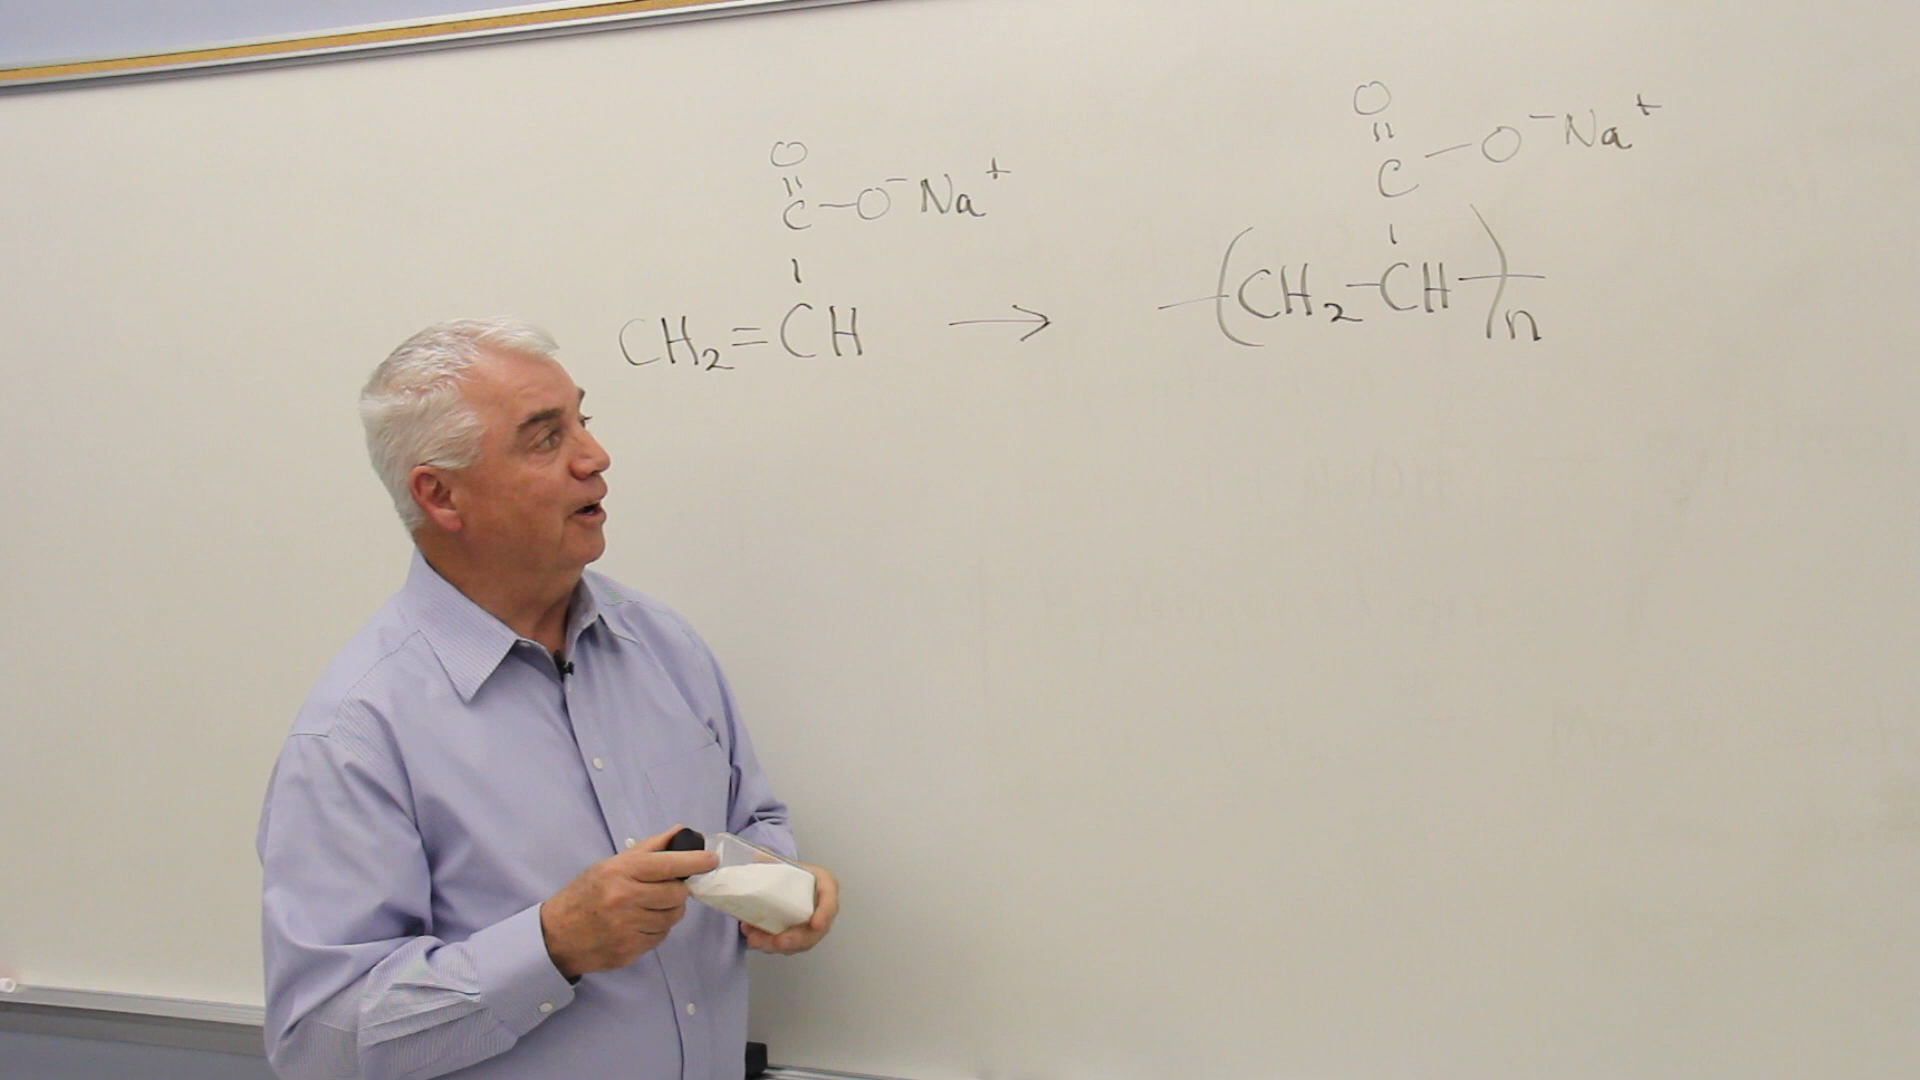 O
O
"
"
C - O⁻ Na⁺
C - O⁻ Na⁺
CH₂=CH → -(CH₂-CH-)n